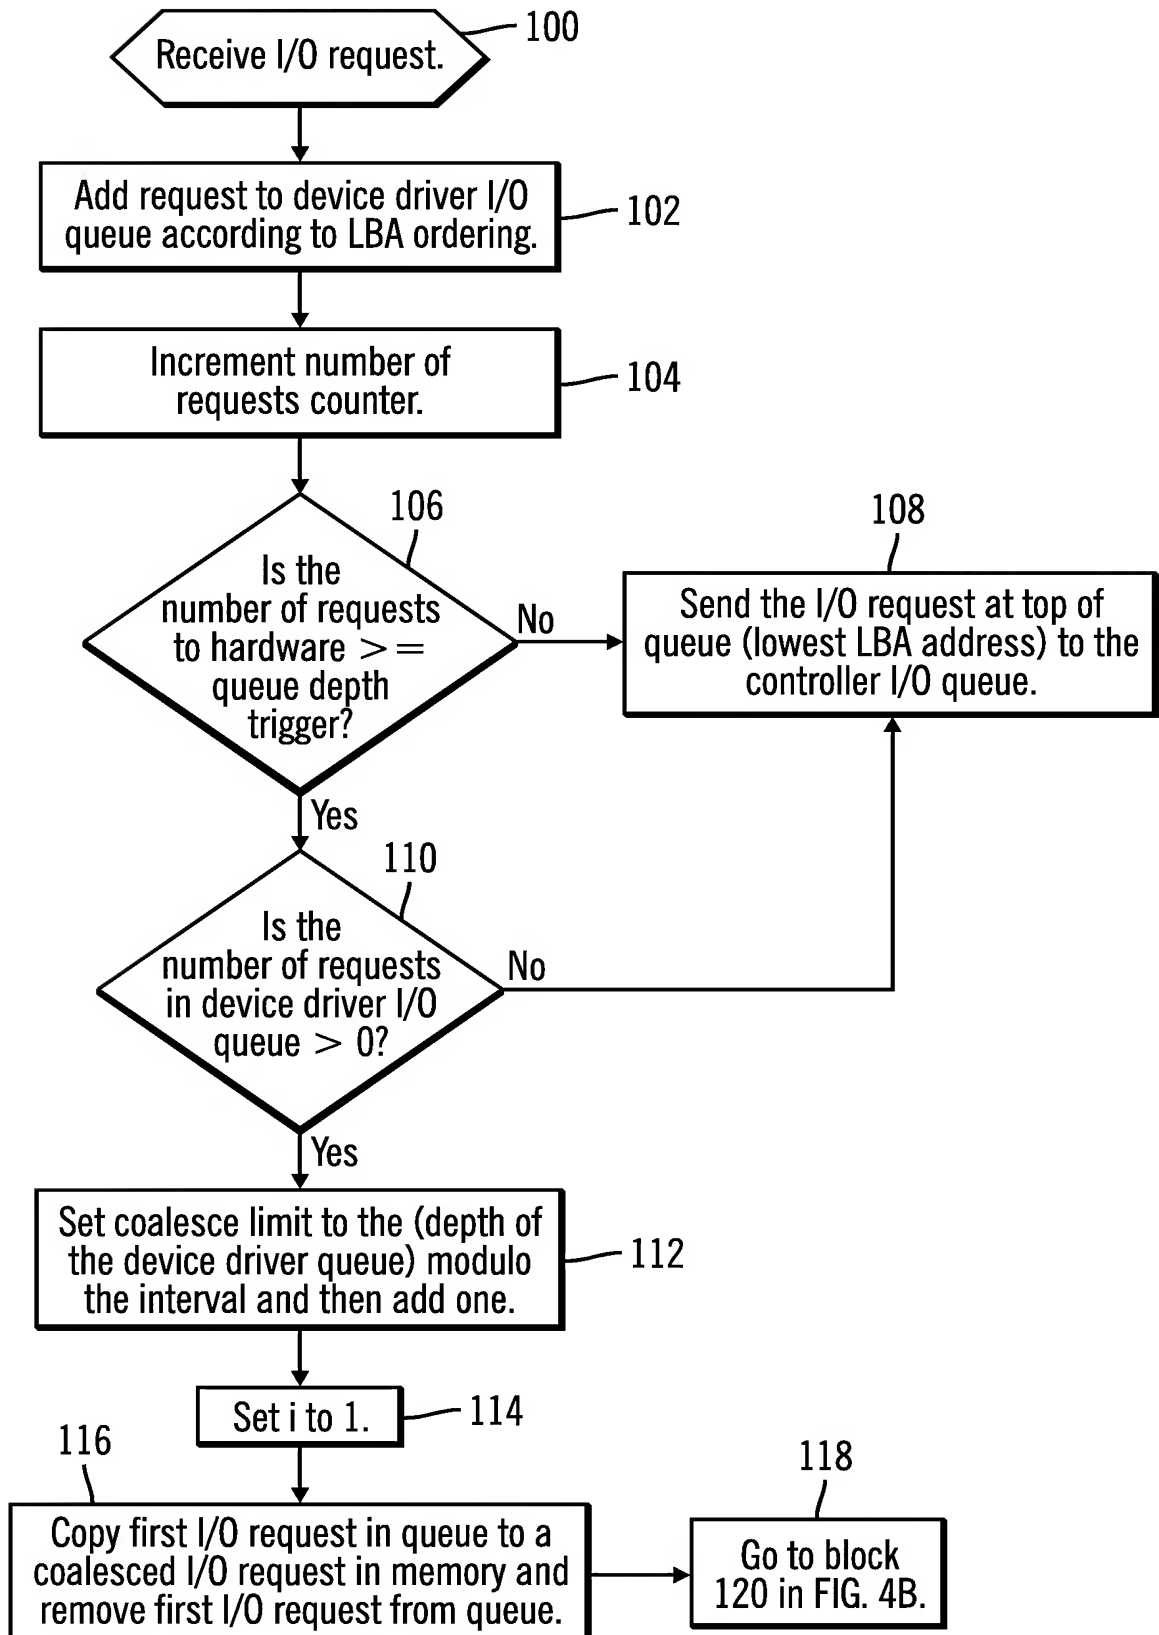 Receive I/O request.
100
Add request to device driver I/O
queue according to LBA ordering.
102
Increment number of
requests counter.
104
106
Is the
number of requests
to hardware >=
queue depth
trigger?
No
108
Send the I/O request at top of
queue (lowest LBA address) to the
controller I/O queue.
Yes
110
Is the
number of requests
in device driver I/O
queue > 0?
No
Yes
Set coalesce limit to the (depth of
the device driver queue) modulo
the interval and then add one.
112
Set i to 1.
114
116
Copy first I/O request in queue to a
coalesced I/O request in memory and
remove first I/O request from queue.
118
Go to block
120 in FIG. 4B.